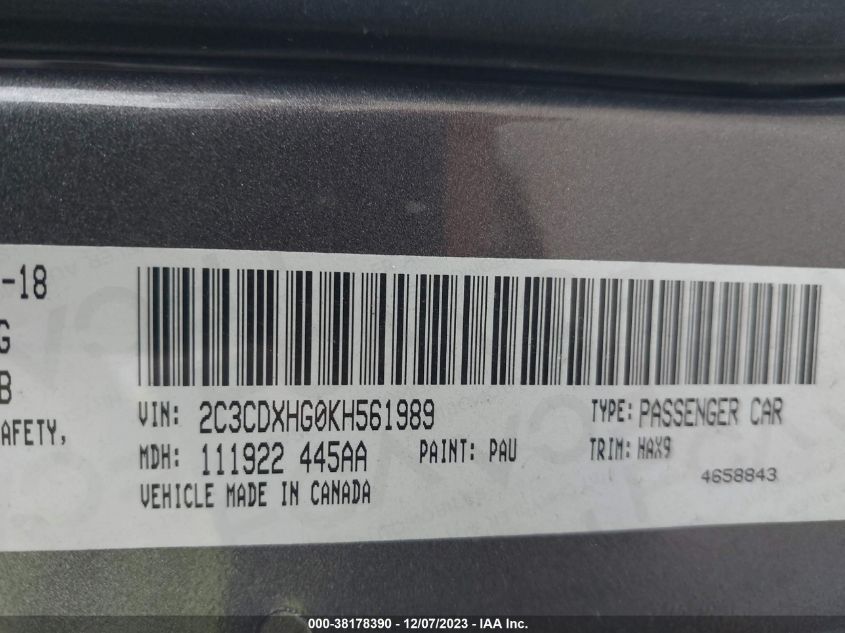 -18
G
B
AFETY,
VIN: 2C3CDXHG0KH561989
TYPE: PASSENGER CAR
MDH: 111922 445AA
PAINT: PAU
TRIM: HAX9
4658843
VEHICLE MADE IN CANADA
000-38178390 - 12/07/2023 - IAA Inc.